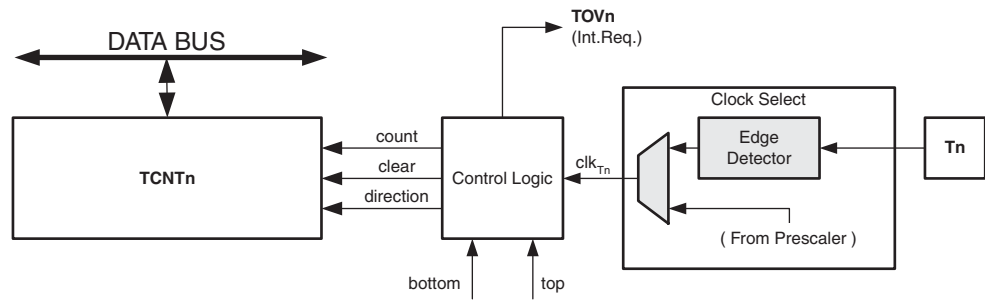 TOVn
(Int.Req.)
DATA BUS
Clock Select
TCNTn
count
clear
direction
Control Logic
clkTn
Edge
Detector
Tn
( From Prescaler )
bottom
top